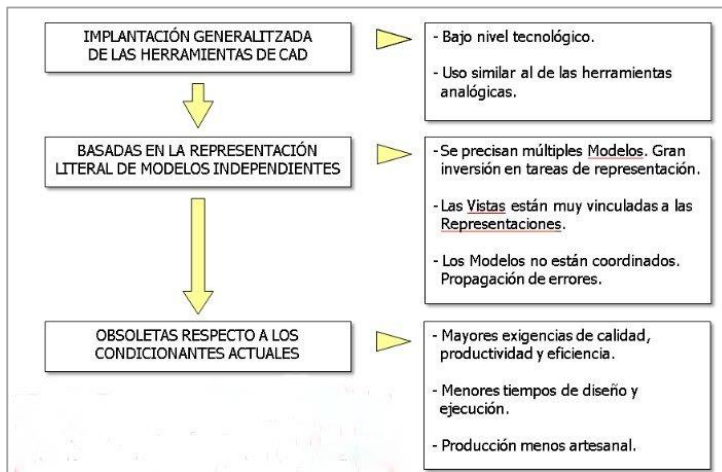 IMPLANTACIÓN GENERALITZADA
DE LAS HERRAMIENTAS DE CAD
- Bajo nivel tecnológico.
- Uso similar al de las herramientas
analógicas.
BASADAS EN LA REPRESENTACIÓN
LITERAL DE MODELOS INDEPENDIENTES
- Se precisan múltiples Modelos. Gran
inversión en tareas de representación.
- Las Vistas están muy vinculadas a las
Representaciones.
- Los Modelos no están coordinados.
Propagación de errores.
OBSOLETAS RESPECTO A LOS
CONDICIONANTES ACTUALES
- Mayores exigencias de calidad,
productividad y eficiencia.
- Menores tiempos de diseño y
ejecución.
- Producción menos artesanal.